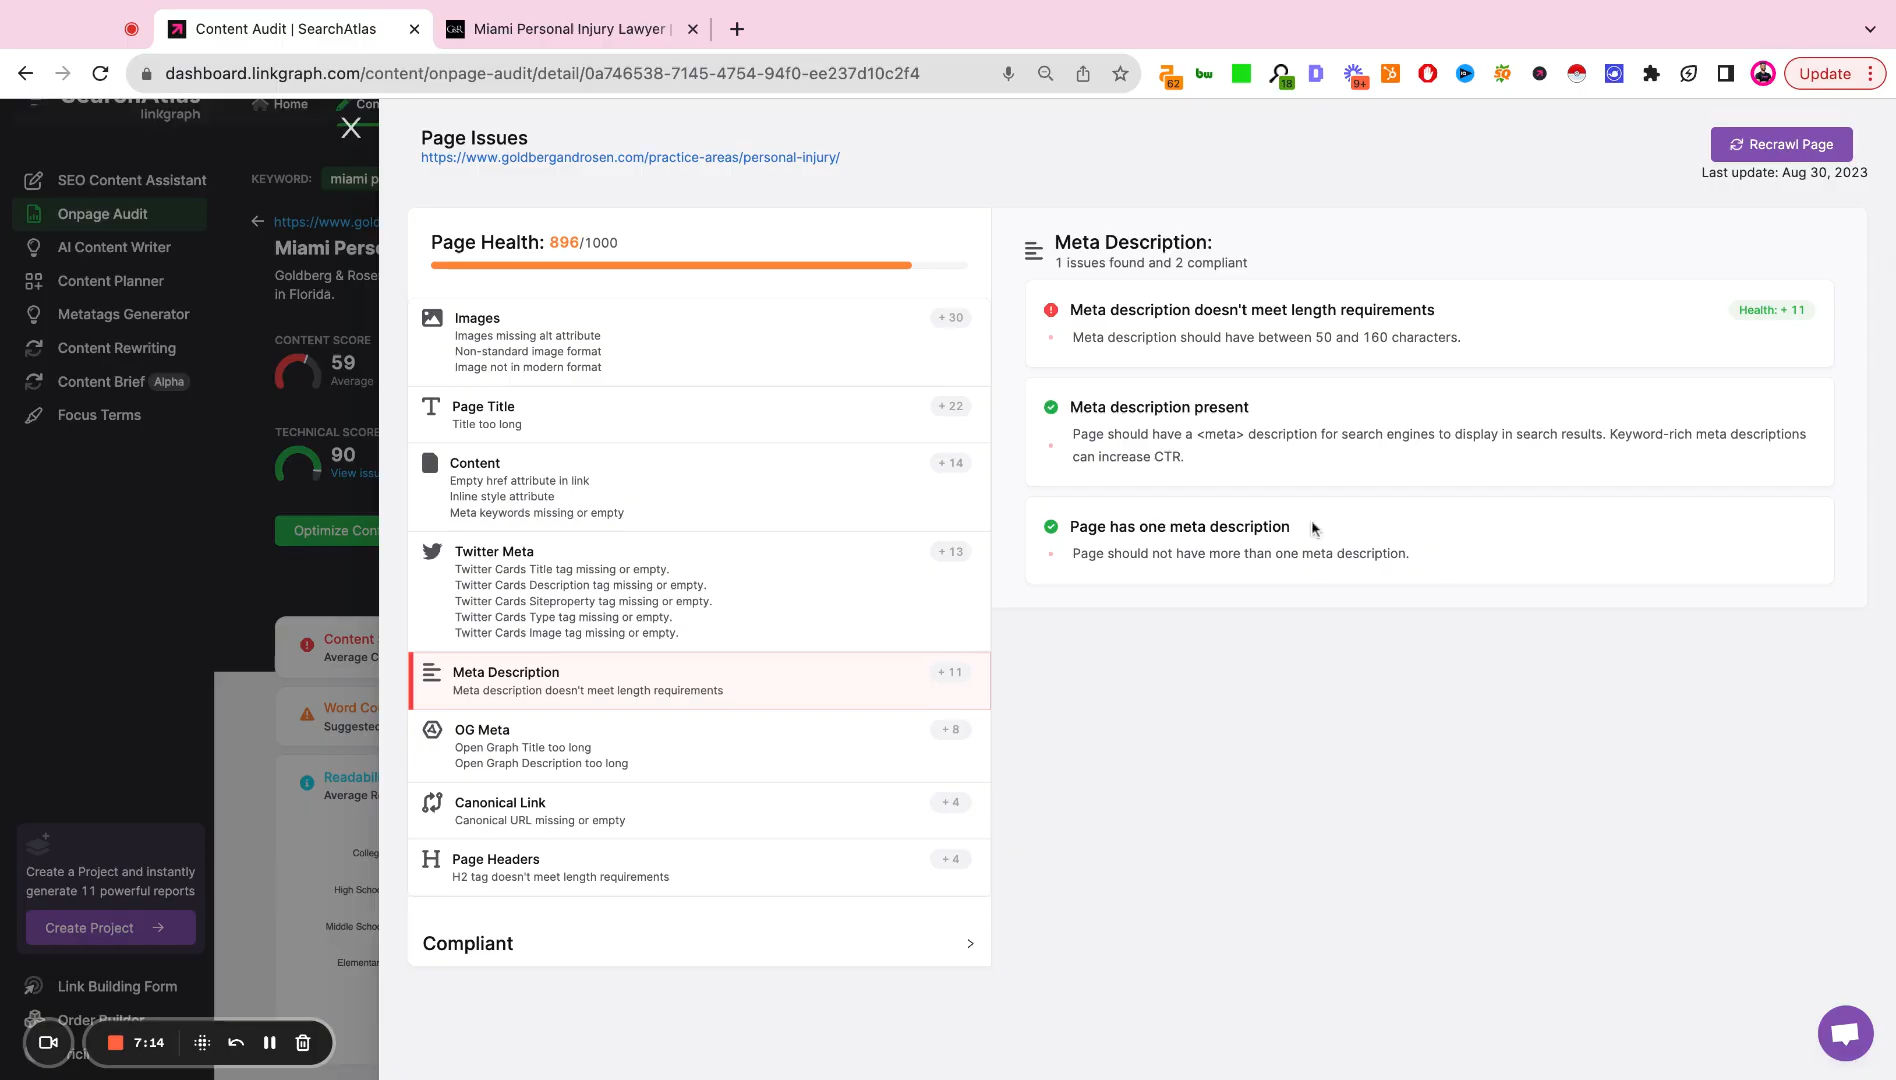 Content Audit | SearchAtlas
G&R
Miami Personal Injury Lawyer |
dashboard.linkgraph.com/content/onpage-audit/detail/0a746538-7145-4754-94f0-ee237d10c2f4
62
bw
18
9+
Update
SearchAtlas
linkgraph
Home
Con
SEO Content Assistant
Onpage Audit
AI Content Writer
Content Planner
Metatags Generator
Content Rewriting
Content Brief Alpha
Focus Terms
Create a Project and instantly
generate 11 powerful reports
Create Project
Link Building Form
Order Builder
7:14
KEYWORD: miami p
https://www.gold
Miami Perso
Goldberg & Rosen
in Florida.
CONTENT SCORE
59
Average
TECHNICAL SCORE
90
View issu
Optimize Cont
Content
Average C
Word Co
Suggested
Readabil
Average R
Colleg
High Schoo
Middle Schoo
Elementar
Page Issues
https://www.goldbergandrosen.com/practice-areas/personal-injury/
Recrawl Page
Last update: Aug 30, 2023
Page Health: 896/1000
Images
+ 30
Images missing alt attribute
Non-standard image format
Image not in modern format
Page Title
+ 22
Title too long
Content
+ 14
Empty href attribute in link
Inline style attribute
Meta keywords missing or empty
Twitter Meta
+ 13
Twitter Cards Title tag missing or empty.
Twitter Cards Description tag missing or empty.
Twitter Cards Siteproperty tag missing or empty.
Twitter Cards Type tag missing or empty.
Twitter Cards Image tag missing or empty.
Meta Description
+ 11
Meta description doesn't meet length requirements
OG Meta
+ 8
Open Graph Title too long
Open Graph Description too long
Canonical Link
+ 4
Canonical URL missing or empty
Page Headers
+ 4
H2 tag doesn't meet length requirements
Compliant
Meta Description:
1 issues found and 2 compliant
Meta description doesn't meet length requirements
Health: + 11
Meta description should have between 50 and 160 characters.
Meta description present
Page should have a <meta> description for search engines to display in search results. Keyword-rich meta descriptions
can increase CTR.
Page has one meta description
Page should not have more than one meta description.